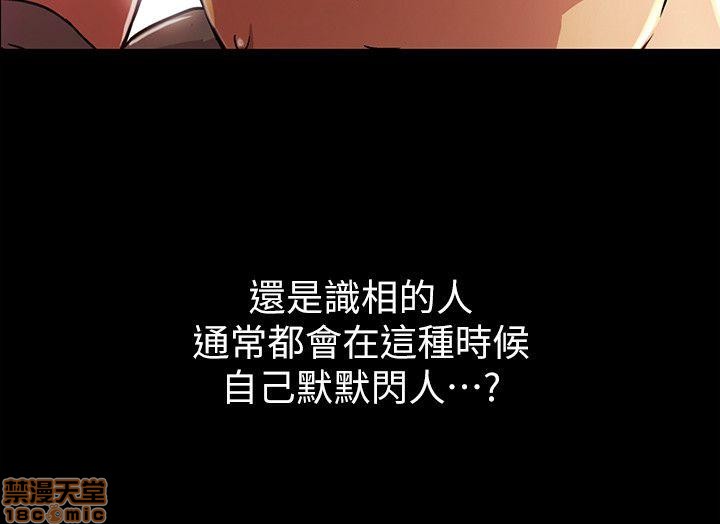 還是識相的人
通常都會在這種時候
自己默默閃人…?
禁漫天堂
18comic